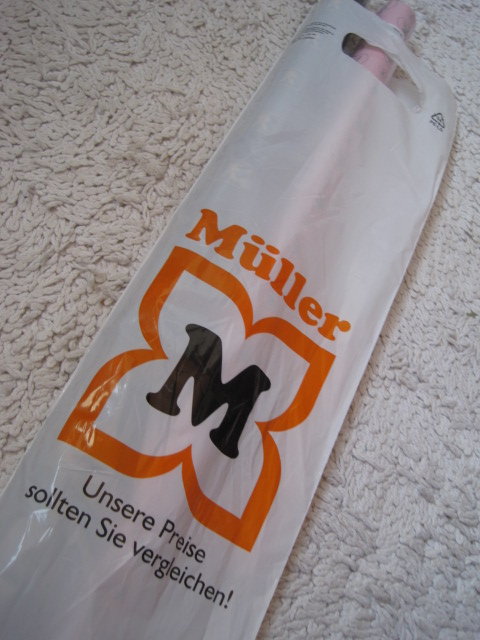 Müller
M
Unsere Preise
sollten Sie vergleichen!